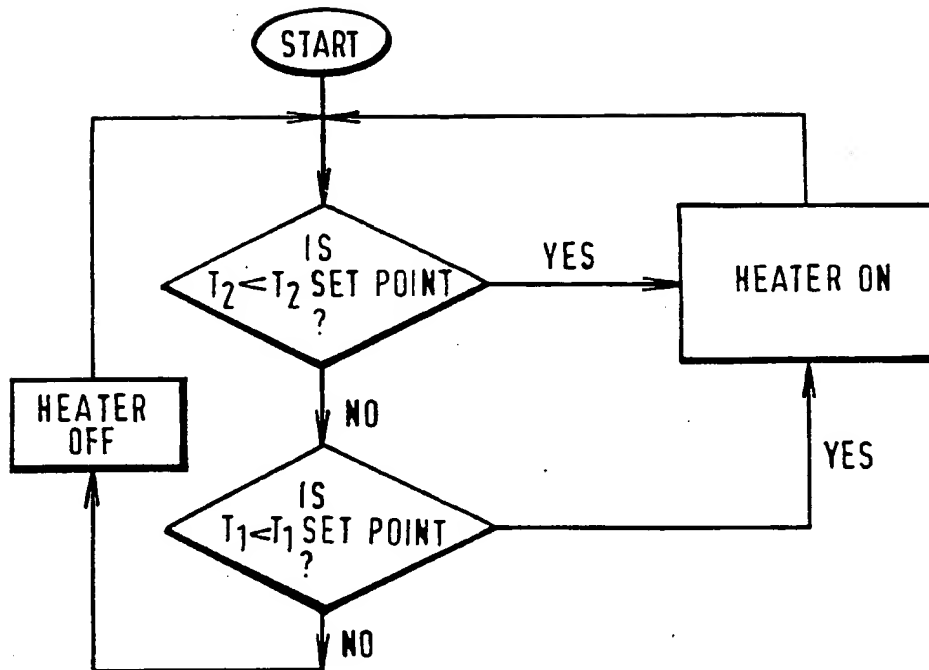 START
IS
T2<T2 SET POINT
?
YES
HEATER ON
NO
HEATER
OFF
IS
T1<T1 SET POINT
?
YES
NO